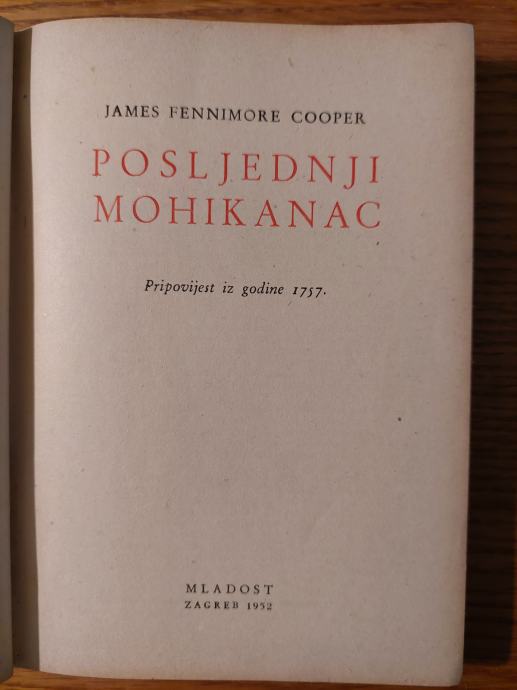 JAMES FENNIMORE COOPER
POSLJEDNJI
MOHIKANAC
Pripovijest iz godine 1757.
MLADOST
ZAGREB 1952